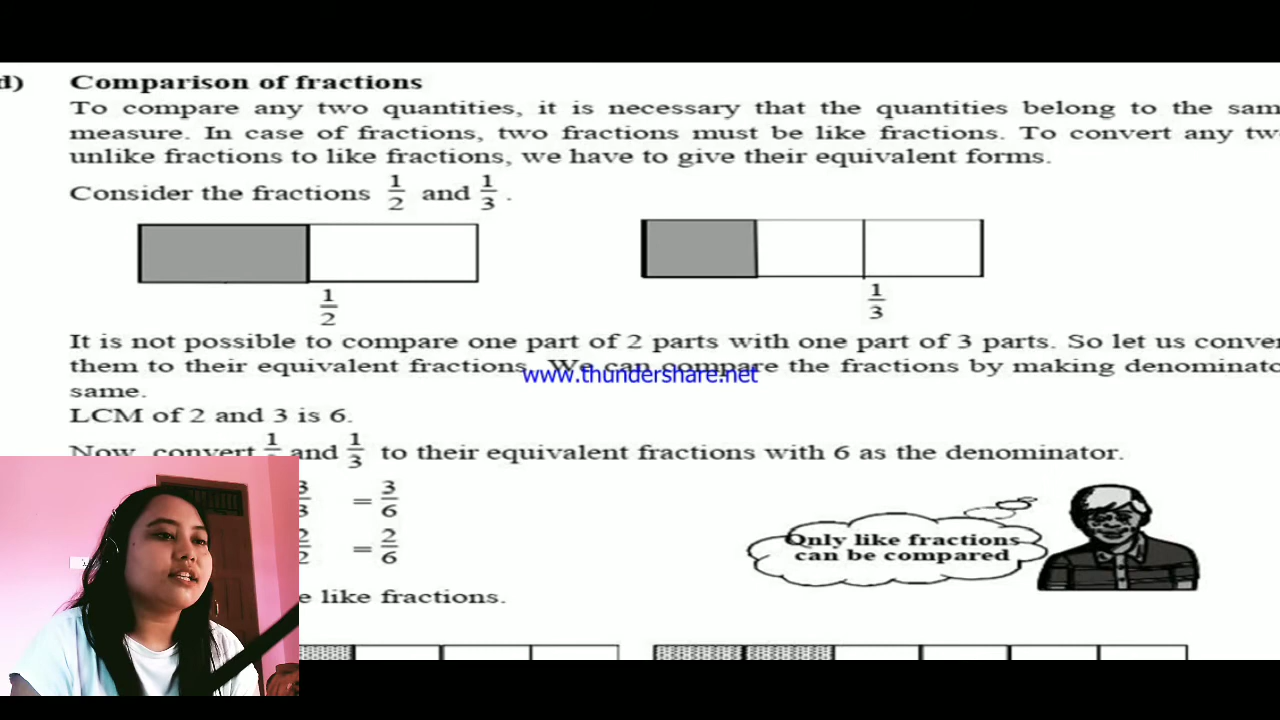 d) Comparison of fractions
To compare any two quantities, it is necessary that the quantities belong to the sam
measure. In case of fractions, two fractions must be like fractions. To convert any tw
unlike fractions to like fractions, we have to give their equivalent forms.
Consider the fractions 1/2 and 1/3 .
1/2
1/3
It is not possible to compare one part of 2 parts with one part of 3 parts. So let us conver
them to their equivalent fractions. We can compare the fractions by making denominato
www.thundershare.net
same.
LCM of 2 and 3 is 6.
Now, convert 1/ and 1/3 to their equivalent fractions with 6 as the denominator.
3/3 = 3/6
2/2 = 2/6
Only like fractions
can be compared
e like fractions.